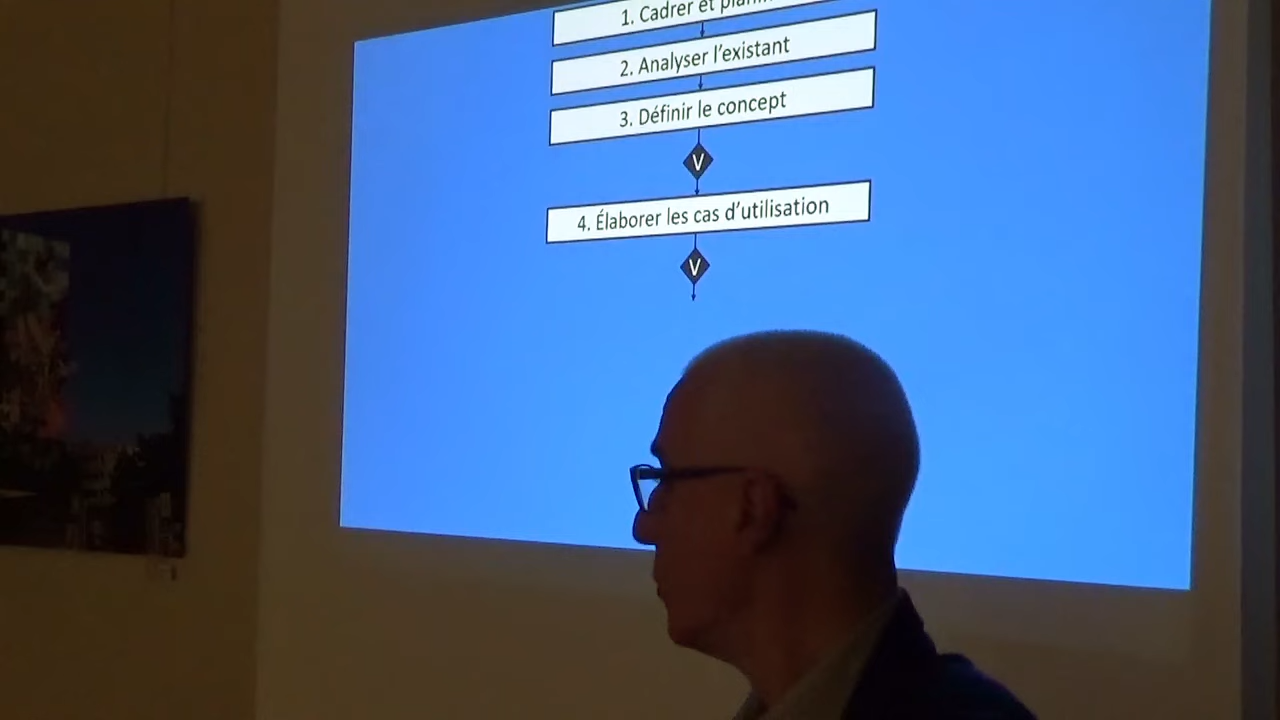 1. Cadrer et
2. Analyser l'existant
3. Définir le concept
V
4. Élaborer les cas d'utilisation
V